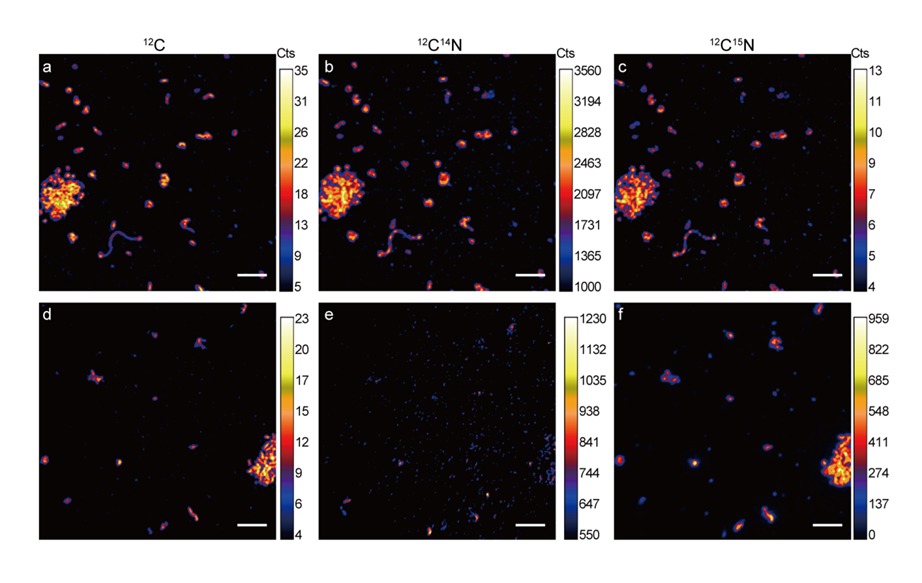 ¹²C ¹²C¹⁴N ¹²C¹⁵N
Cts Cts Cts
a b c
35 3560 13
31 3194 11
26 2828 10
22 2463 9
18 2097 7
13 1731 6
9 1365 5
5 1000 4
d e f
23 1230 959
20 1132 822
17 1035 685
15 938 548
12 841 411
9 744 274
6 647 137
4 550 0